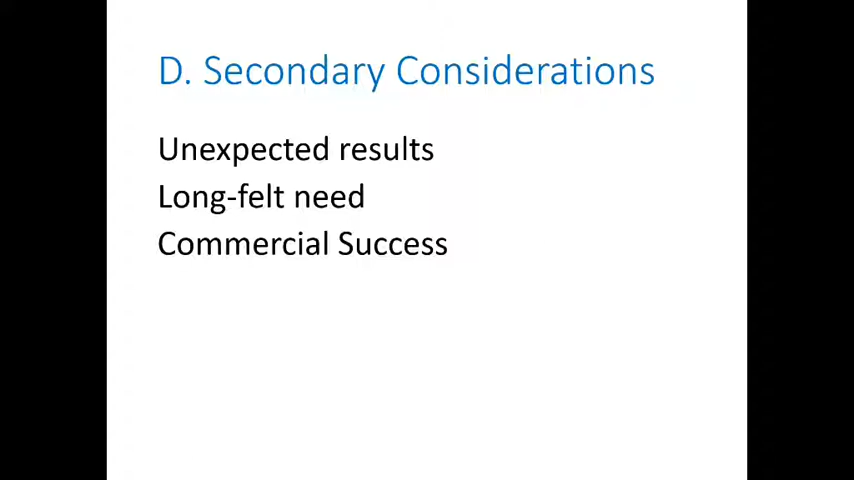 D. Secondary Considerations
Unexpected results
Long-felt need
Commercial Success